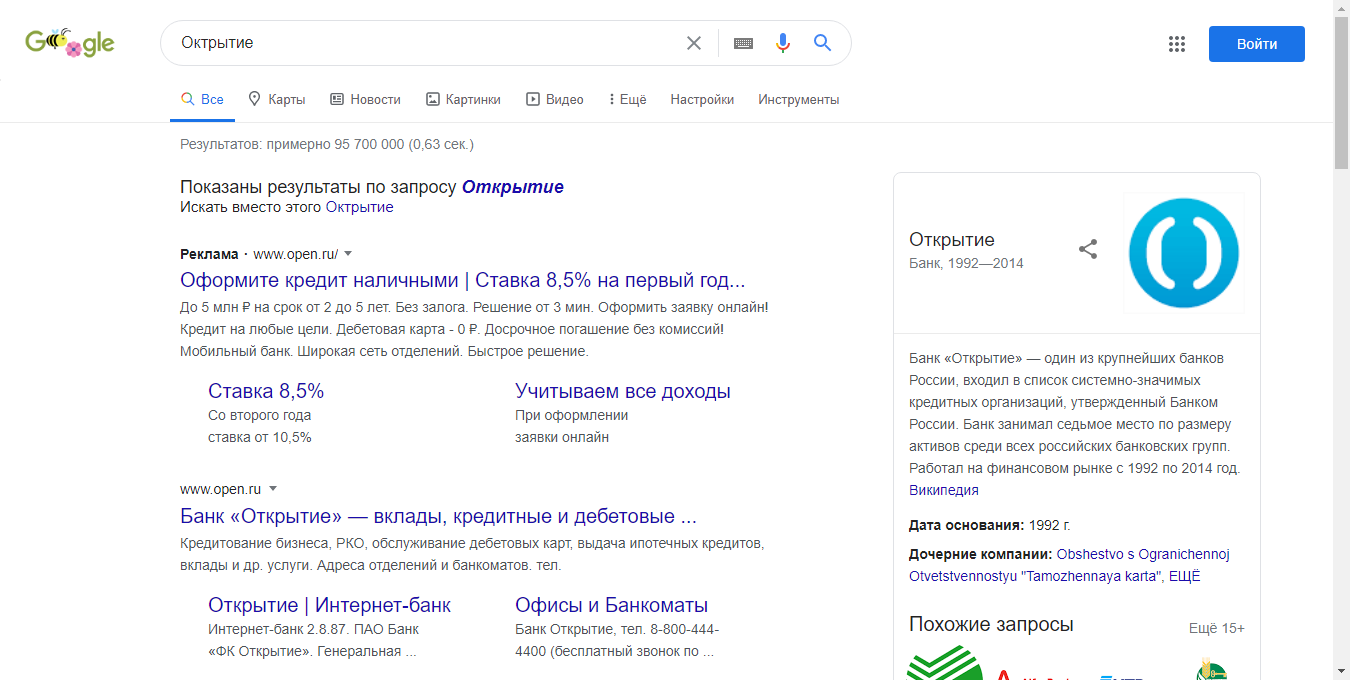 Google
Октрытие
Войти
Все Карты Новости Картинки Видео Ещё Настройки Инструменты
Результатов: примерно 95 700 000 (0,63 сек.)
Показаны результаты по запросу Открытие
Искать вместо этого Октрытие
Реклама · www.open.ru/
Оформите кредит наличными | Ставка 8,5% на первый год...
До 5 млн ₽ на срок от 2 до 5 лет. Без залога. Решение от 3 мин. Оформить заявку онлайн!
Кредит на любые цели. Дебетовая карта - 0 ₽. Досрочное погашение без комиссий!
Мобильный банк. Широкая сеть отделений. Быстрое решение.
Ставка 8,5%
Со второго года
ставка от 10,5%
Учитываем все доходы
При оформлении
заявки онлайн
www.open.ru
Банк «Открытие» — вклады, кредитные и дебетовые ...
Кредитование бизнеса, РКО, обслуживание дебетовых карт, выдача ипотечных кредитов,
вклады и др. услуги. Адреса отделений и банкоматов. тел.
Открытие | Интернет-банк
Интернет-банк 2.8.87. ПАО Банк
«ФК Открытие». Генеральная ...
Офисы и Банкоматы
Банк Открытие, тел. 8-800-444-
4400 (бесплатный звонок по ...
Открытие
Банк, 1992—2014
Банк «Открытие» — один из крупнейших банков
России, входил в список системно-значимых
кредитных организаций, утвержденный Банком
России. Банк занимал седьмое место по размеру
активов среди всех российских банковских групп.
Работал на финансовом рынке с 1992 по 2014 год.
Википедия
Дата основания: 1992 г.
Дочерние компании: Obshestvo s Ogranichennoj
Otvetstvennostyu "Tamozhennaya karta", ЕЩЁ
Похожие запросы
Ещё 15+